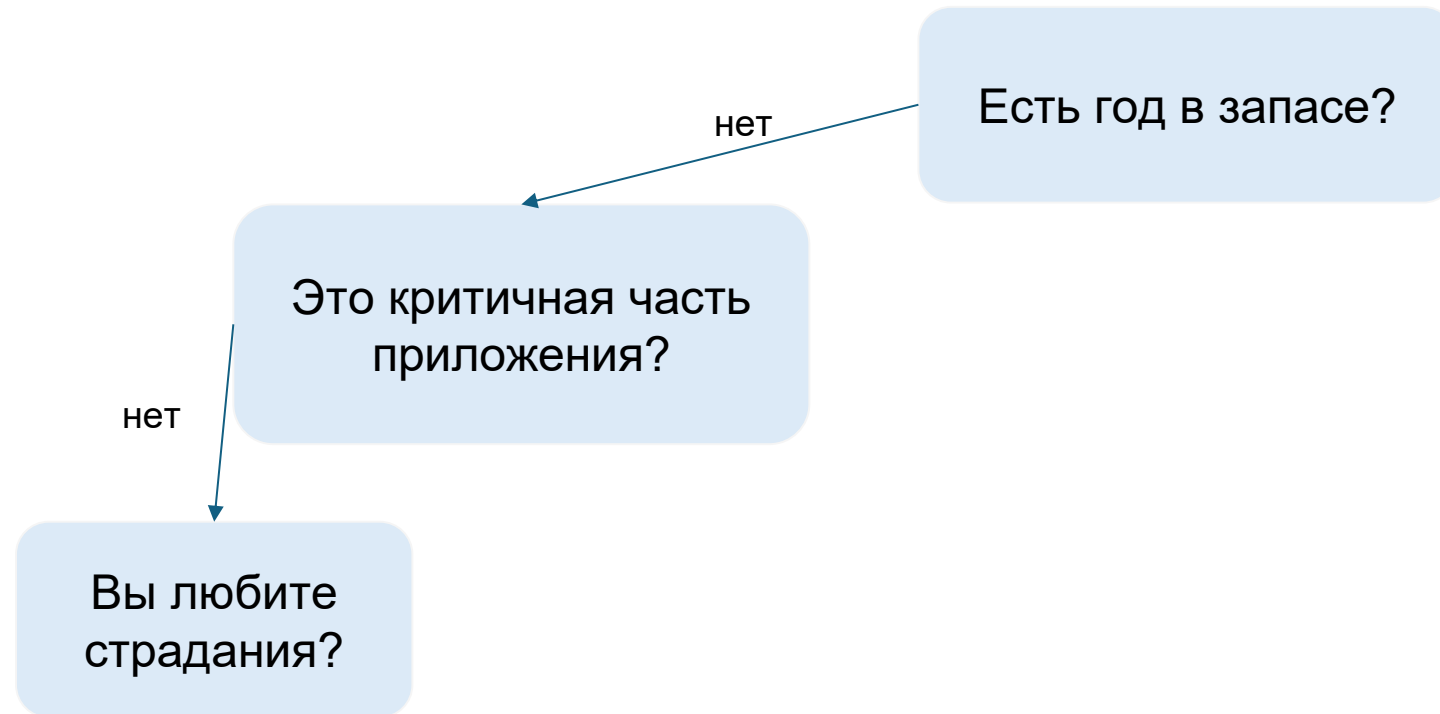 Есть год в запасе?
нет
Это критичная часть
приложения?
нет
Вы любите
страдания?